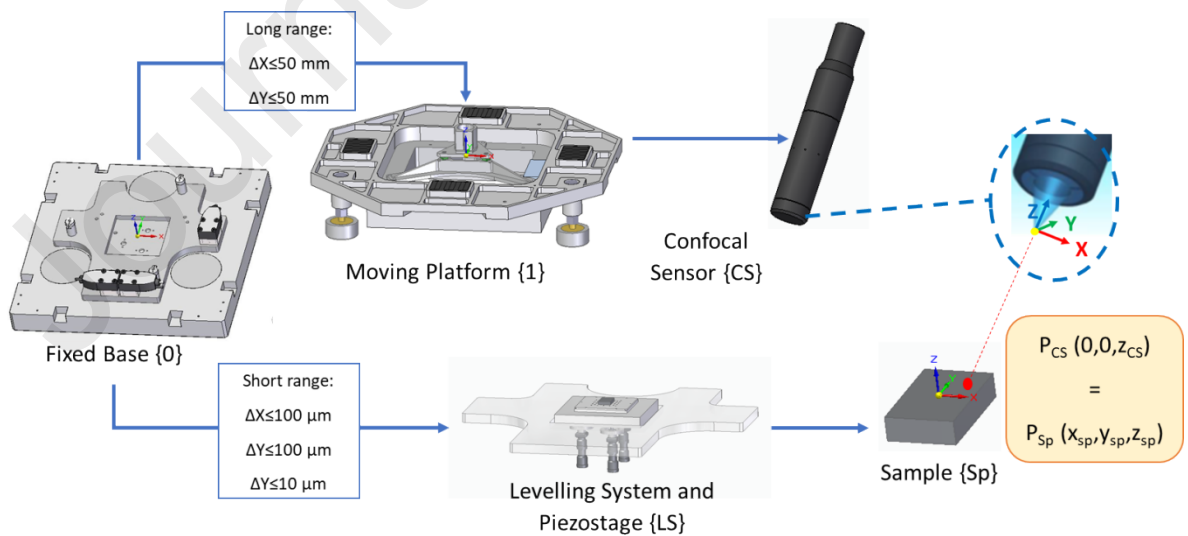 Long range:
ΔX≤50 mm
ΔY≤50 mm
Fixed Base {0}
Moving Platform {1}
Confocal
Sensor {CS}
Z
Y
X
Short range:
ΔX≤100 µm
ΔY≤100 µm
ΔY≤10 µm
Levelling System and
Piezostage {LS}
Z
Y
X
Sample {Sp}
P_CS (0,0,z_CS)
=
P_Sp (x_sp,y_sp,z_sp)
Journa